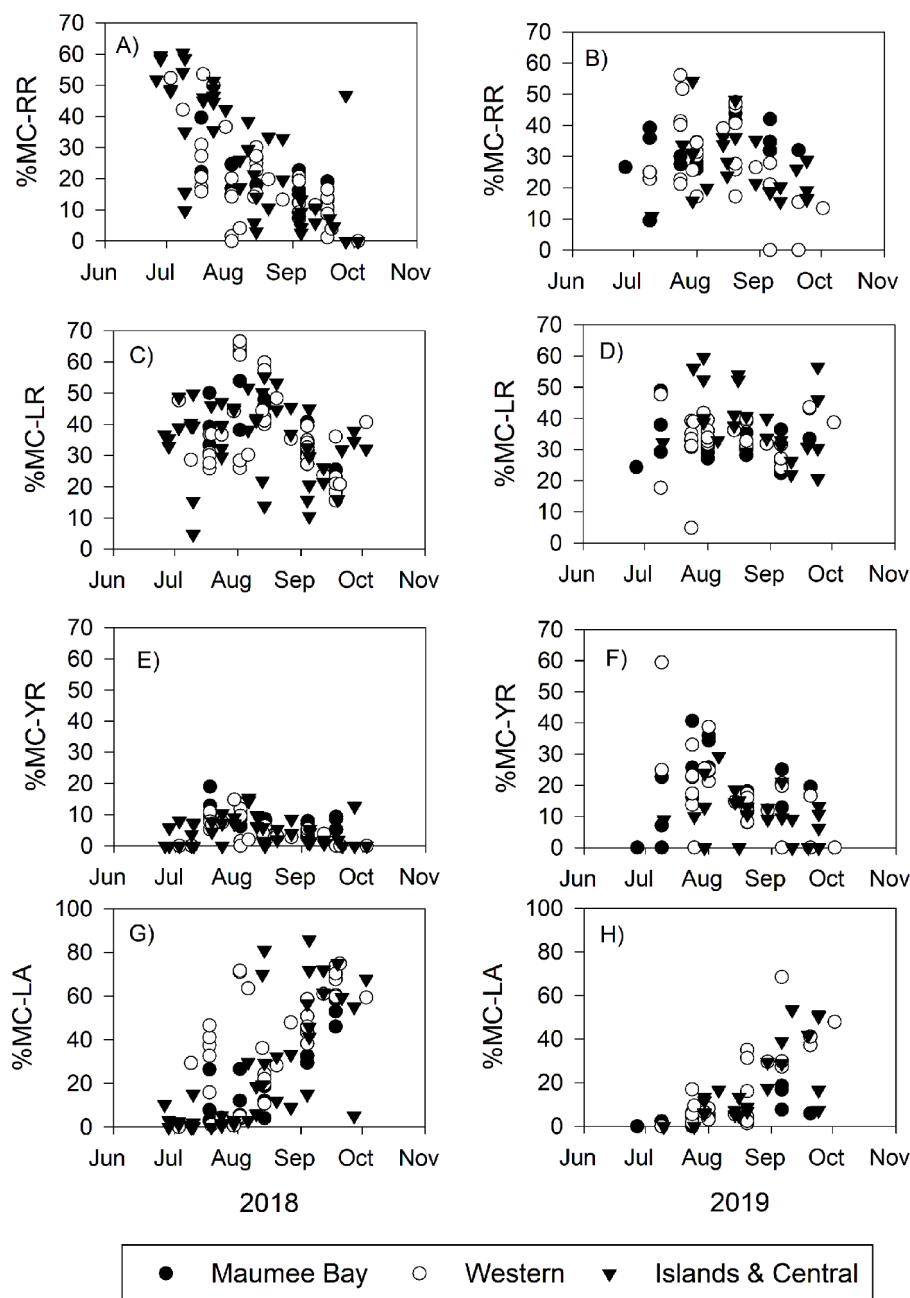 A)
%MC-RR
70
60
50
40
30
20
10
0
Jun Jul Aug Sep Oct Nov
B)
%MC-RR
70
60
50
40
30
20
10
0
Jun Jul Aug Sep Oct Nov
C)
%MC-LR
70
60
50
40
30
20
10
0
Jun Jul Aug Sep Oct Nov
D)
%MC-LR
70
60
50
40
30
20
10
0
Jun Jul Aug Sep Oct Nov
E)
%MC-YR
70
60
50
40
30
20
10
0
Jun Jul Aug Sep Oct Nov
F)
%MC-YR
70
60
50
40
30
20
10
0
Jun Jul Aug Sep Oct Nov
G)
%MC-LA
100
80
60
40
20
0
Jun Jul Aug Sep Oct Nov
2018
H)
%MC-LA
100
80
60
40
20
0
Jun Jul Aug Sep Oct Nov
2019
Maumee Bay Western Islands & Central